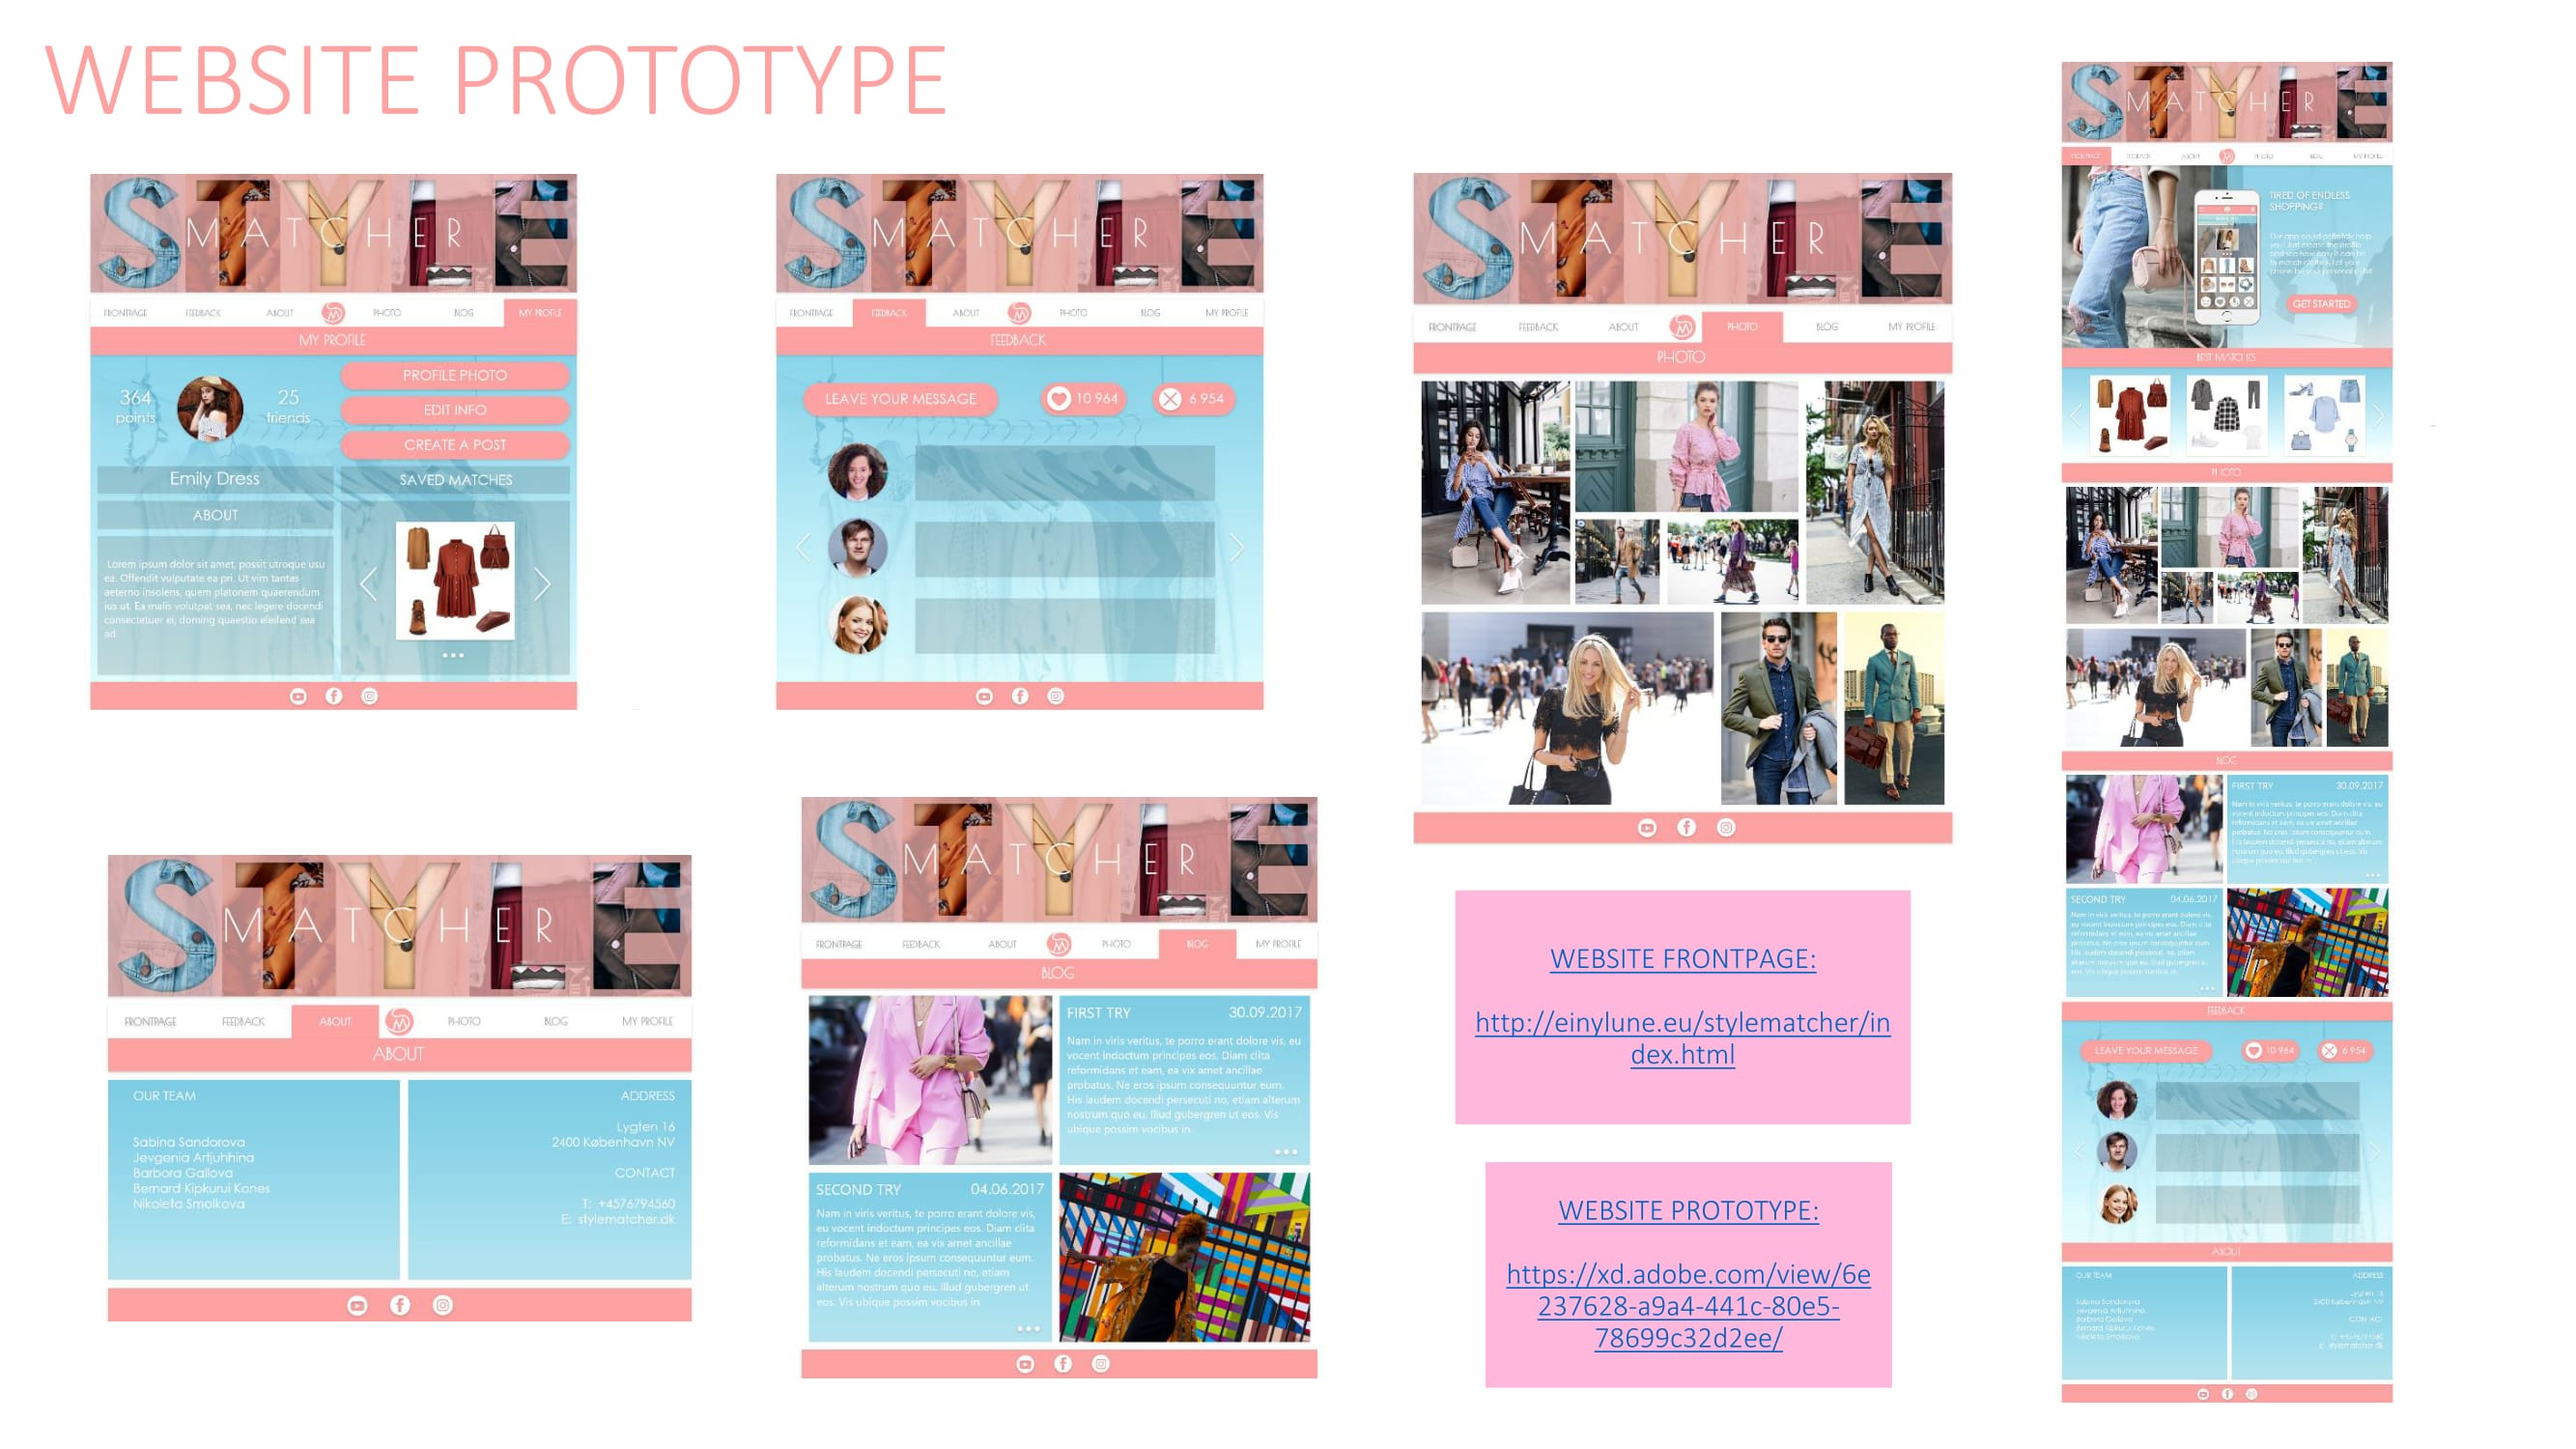 WEBSITE PROTOTYPE
STYLE
MATCHER
FRONTPAGE FEEDBACK ABOUT M PHOTO BLOG MY PROFILE
MY PROFILE
364
points
25
friends
PROFILE PHOTO
EDIT INFO
CREATE A POST
Emily Dress
SAVED MATCHES
ABOUT
Lorem ipsum dolor sit amet, possit utroque usu
ea. Offendit vulputate ea pri. Ut vim tantas
aeterno insolens, quem platonem quaerendum
ius ut. Ea malis volutpat sea, nec legere docendi
consectetuer ei, doming quaestio eleifend sea
ad
STYLE
MATCHER
FRONTPAGE FEEDBACK ABOUT M PHOTO BLOG MY PROFILE
FEEDBACK
LEAVE YOUR MESSAGE 10 964 6 954
STYLE
MATCHER
FRONTPAGE FEEDBACK ABOUT M PHOTO BLOG MY PROFILE
PHOTO
STYLE
MATCHER
FRONTPAGE FEEDBACK ABOUT M PHOTO BLOG MY PROFILE
ABOUT
OUR TEAM
Sabina Sandorova
Jevgenia Artjuhhina
Barbora Gallova
Bernard Kipkurui Kones
Nikoleta Smolkova
ADDRESS
Lygten 16
2400 København NV
CONTACT
T: +4576794560
E: stylematcher.dk
STYLE
MATCHER
FRONTPAGE FEEDBACK ABOUT M PHOTO BLOG MY PROFILE
BLOG
FIRST TRY 30.09.2017
Nam in viris veritus, te porro erant dolore vis, eu
vocent indoctum principes eos. Diam clita
reformidans et eam, ea vix amet ancillae
probatus. Ne eros ipsum consequuntur eum.
His laudem docendi persecuti no, etiam alterum
nostrum quo eu. Illud gubergren ut eos. Vis
ubique possim vocibus in.
SECOND TRY 04.06.2017
Nam in viris veritus, te porro erant dolore vis,
eu vocent indoctum principes eos. Diam clita
reformidans et eam, ea vix amet ancillae
probatus. Ne eros ipsum consequuntur eum.
His laudem docendi persecuti no, etiam
alterum nostrum quo eu. Illud gubergren ut
eos. Vis ubique possim vocibus in.
WEBSITE FRONTPAGE:
http://einylune.eu/stylematcher/in
dex.html
WEBSITE PROTOTYPE:
https://xd.adobe.com/view/6e
237628-a9a4-441c-80e5-
78699c32d2ee/
STYLE
MATCHER
FEEDBACK ABOUT M PHOTO BLOG MY PROFILE
TIRED OF ENDLESS
SHOPPING?
GET STARTED
BEST MATCHES
PHOTO
BLOG
FIRST TRY 30.09.2017
SECOND TRY 04.06.2017
FEEDBACK
LEAVE YOUR MESSAGE 10 964 6 954
ABOUT
OUR TEAM
ADDRESS